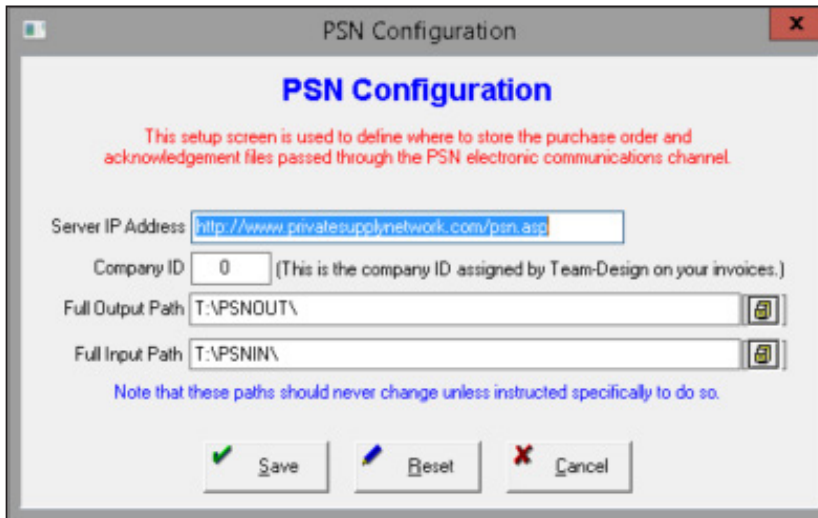 PSN Configuration
x
PSN Configuration
This setup screen is used to define where to store the purchase order and
acknowledgement files passed through the PSN electronic communications channel.
Server IP Address http://www.privatesupplynetwork.com/psn.asp
Company ID 0 (This is the company ID assigned by Team-Design on your invoices.)
Full Output Path T:\PSNOUT\
Full Input Path T:\PSNIN\
Note that these paths should never change unless instructed specifically to do so.
Save Reset Cancel